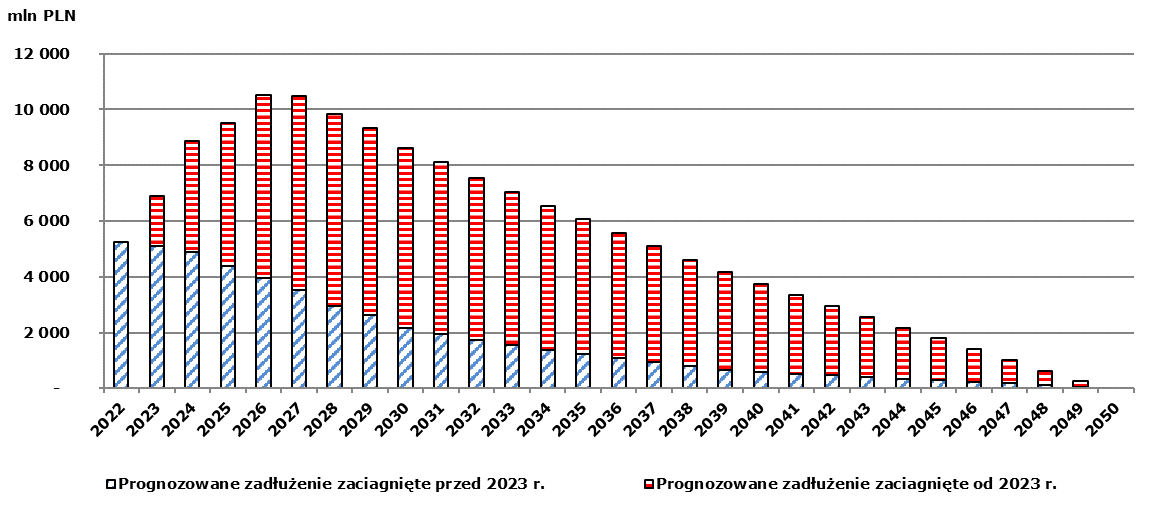 mln PLN
12 000
10 000
8 000
6 000
4 000
2 000
-
2022 2023 2024 2025 2026 2027 2028 2029 2030 2031 2032 2033 2034 2035 2036 2037 2038 2039 2040 2041 2042 2043 2044 2045 2046 2047 2048 2049 2050
Prognozowane zadłużenie zaciagnięte przed 2023 r. Prognozowane zadłużenie zaciagnięte od 2023 r.